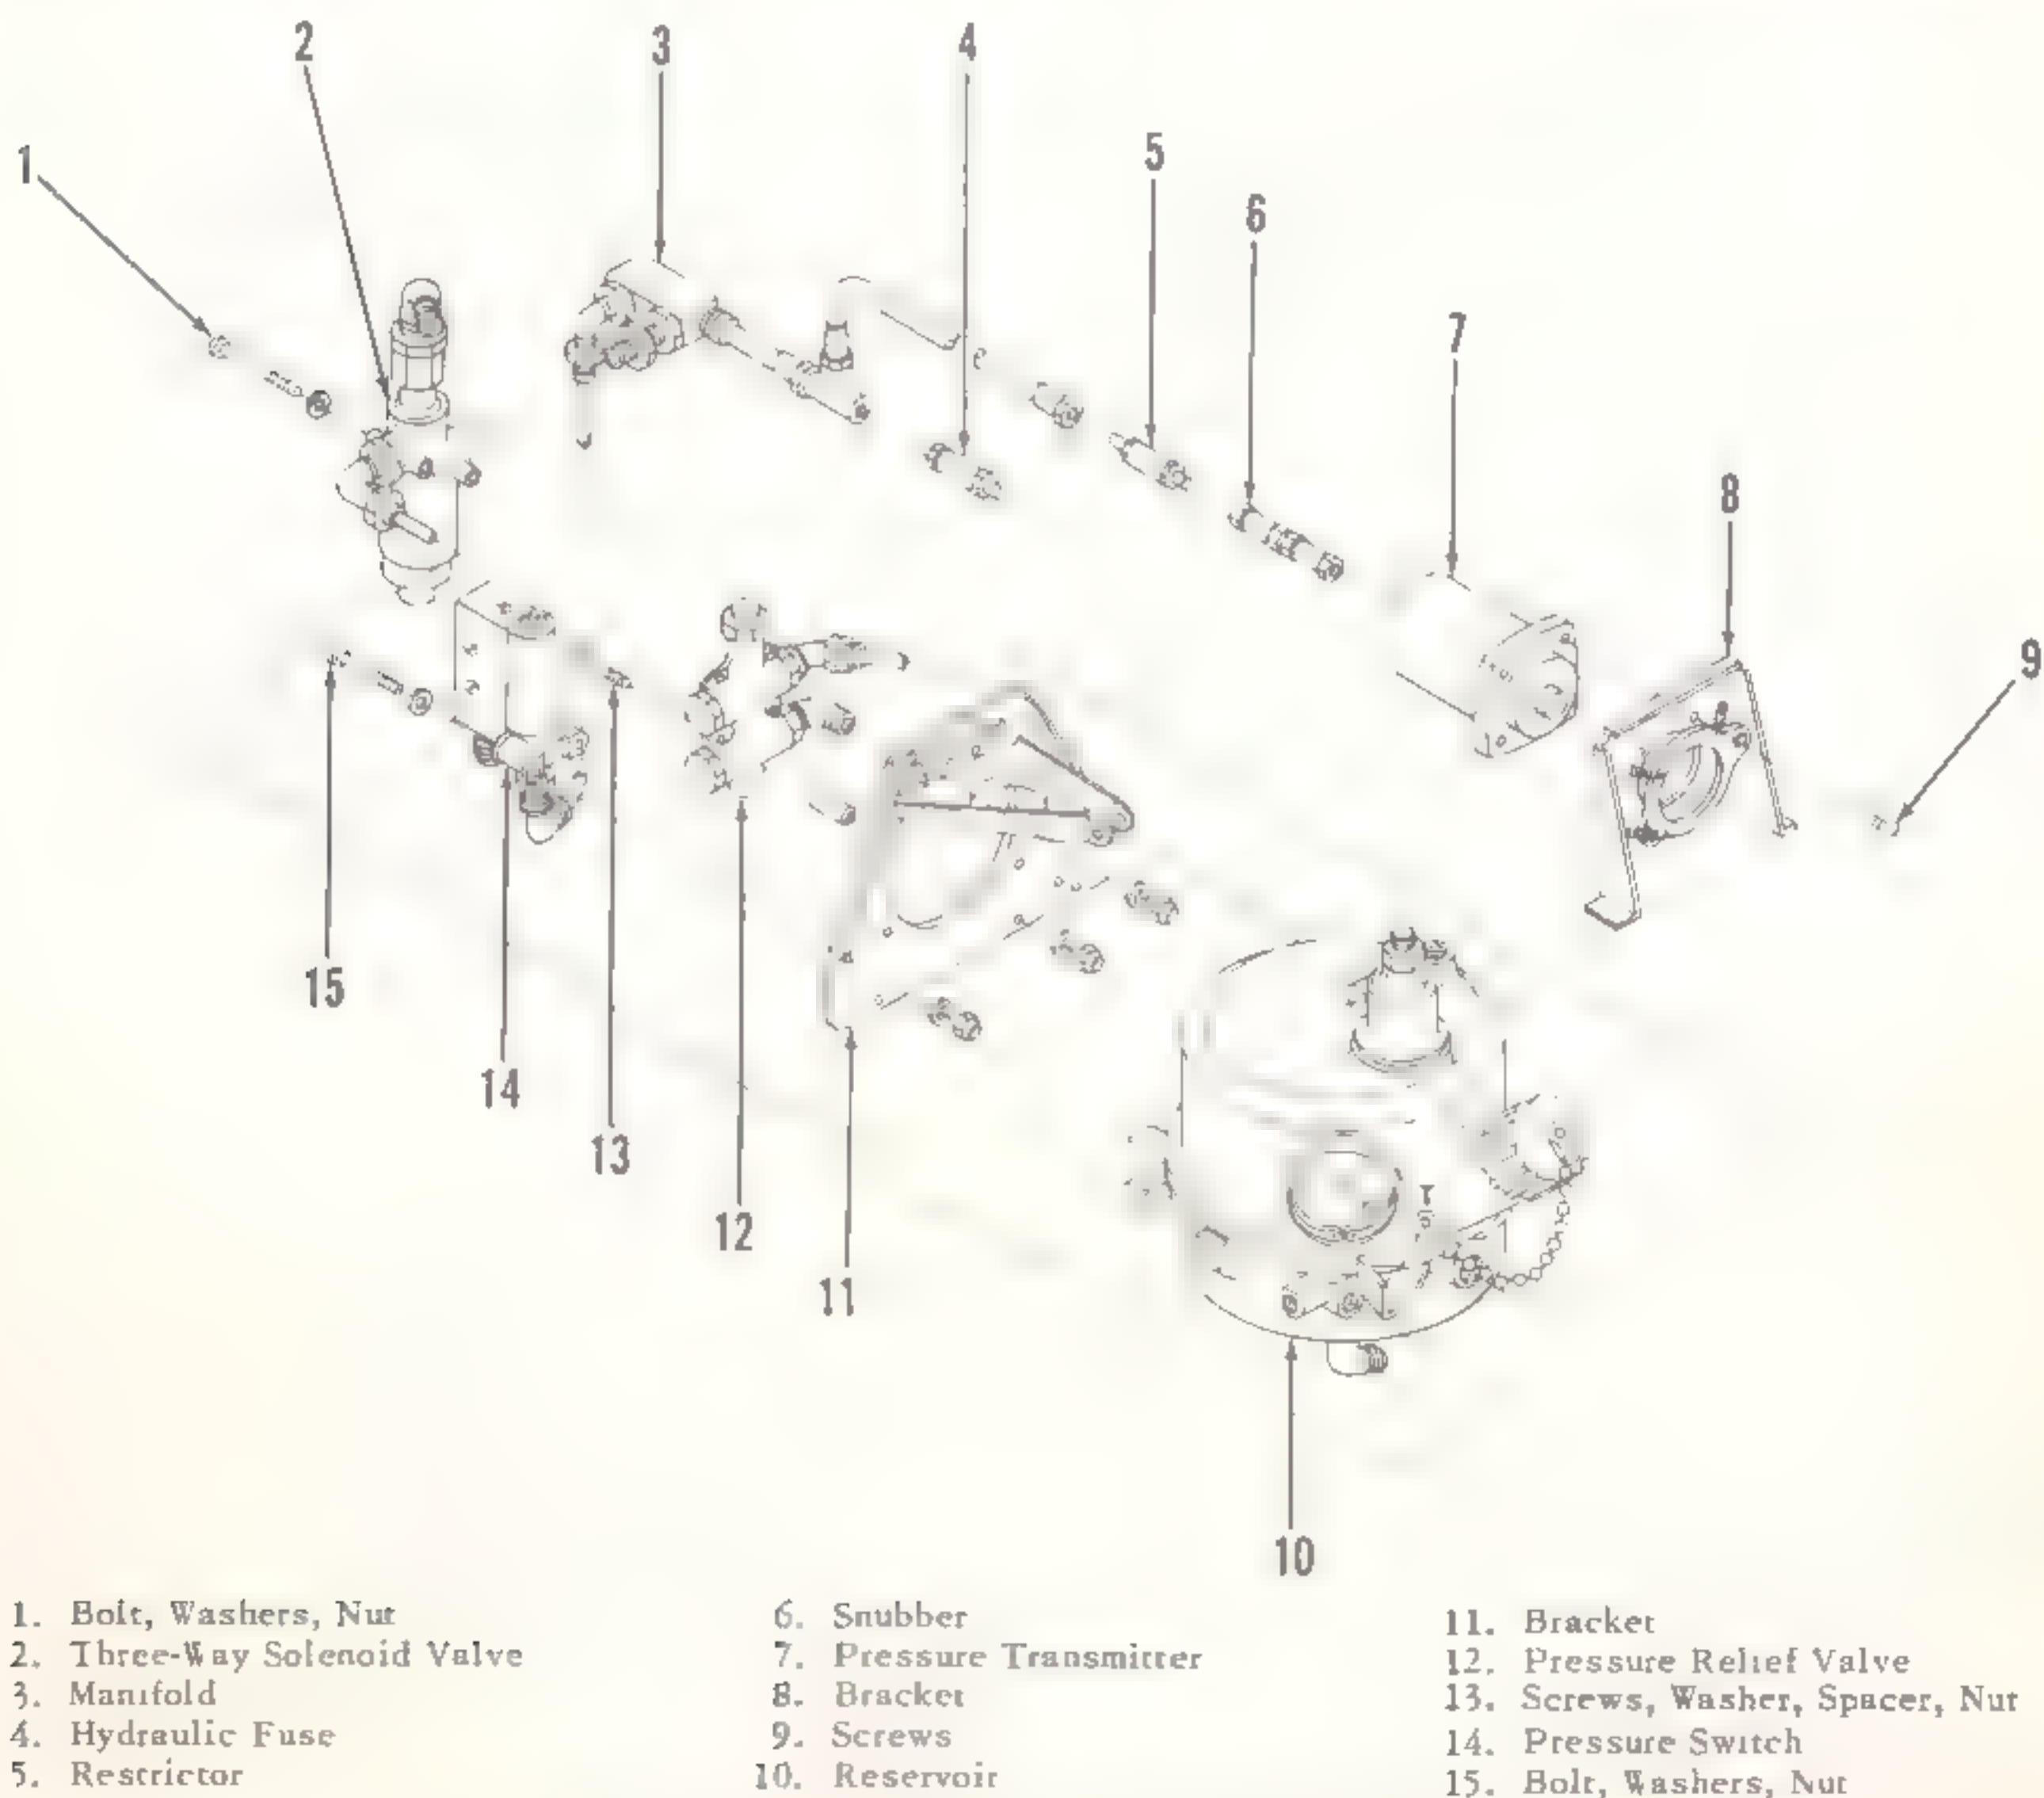 2
3
4
1
5
6
7
8
9
15
14
13
12
11
10
1. Bolt, Washers, Nut
2. Three-Way Solenoid Valve
3. Manifold
4. Hydraulic Fuse
5. Restrictor
6. Snubber
7. Pressure Transmitter
8. Bracket
9. Screws
10. Reservoir
11. Bracket
12. Pressure Relief Valve
13. Screws, Washer, Spacer, Nut
14. Pressure Switch
15. Bolt, Washers, Nut